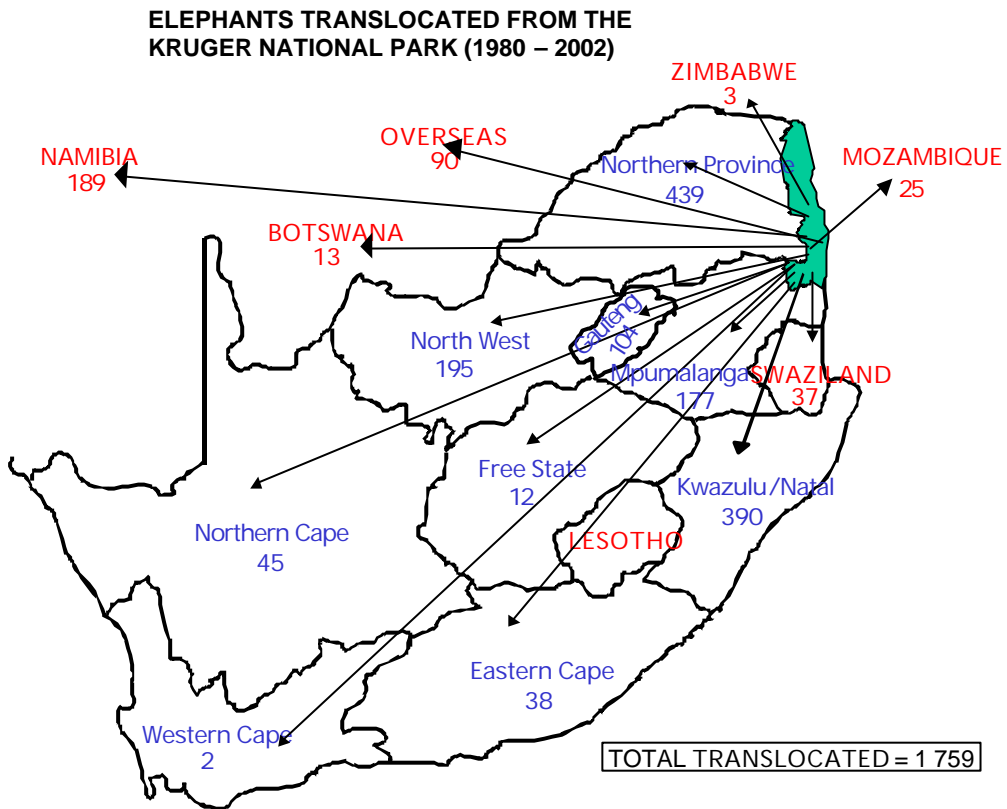 ELEPHANTS TRANSLOCATED FROM THE
KRUGER NATIONAL PARK (1980 – 2002)
ZIMBABWE
3
OVERSEAS
90
NAMIBIA
189
MOZAMBIQUE
25
Northern Province
439
BOTSWANA
13
North West
195
Gauteng
104
Mpumalanga
177
SWAZILAND
37
Free State
12
Kwazulu/Natal
390
Northern Cape
45
LESOTHO
Eastern Cape
38
Western Cape
2
TOTAL TRANSLOCATED = 1 759